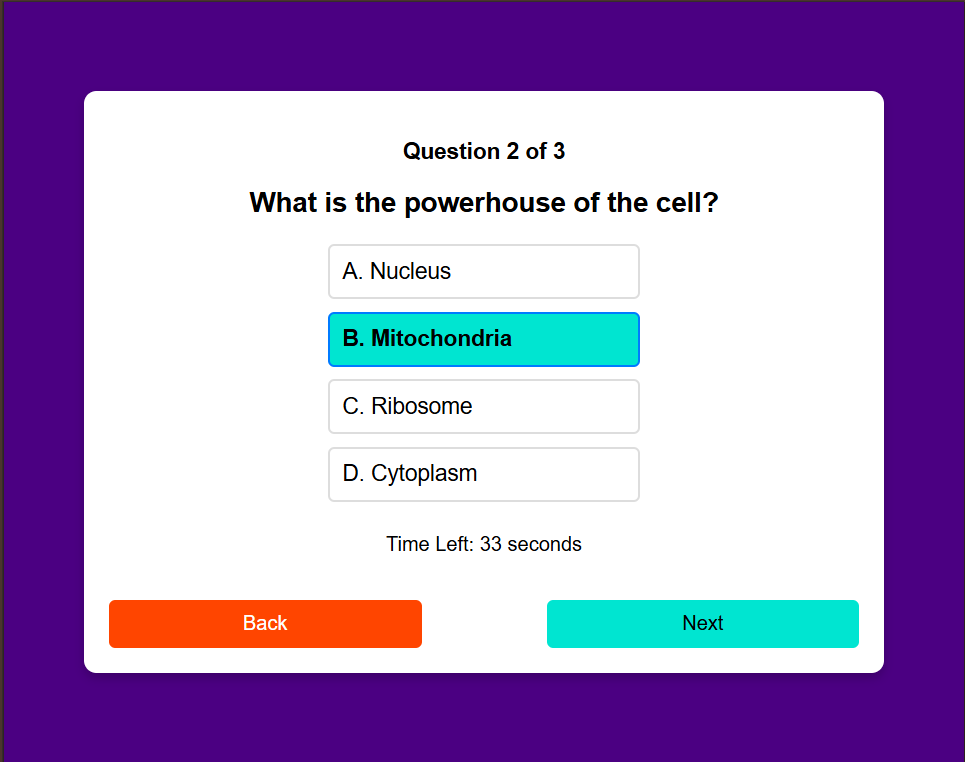 Question 2 of 3
What is the powerhouse of the cell?
A. Nucleus
B. Mitochondria
C. Ribosome
D. Cytoplasm
Time Left: 33 seconds
Back
Next